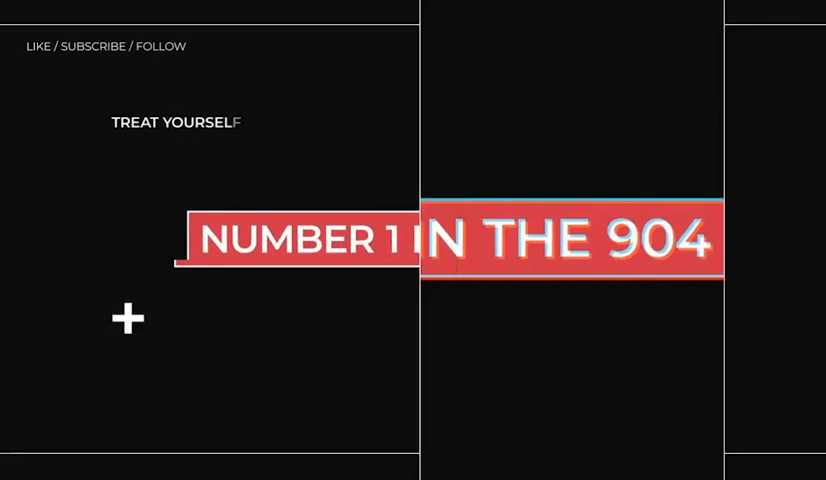 LIKE / SUBSCRIBE / FOLLOW
TREAT YOURSELF
NUMBER 1 IN THE 904